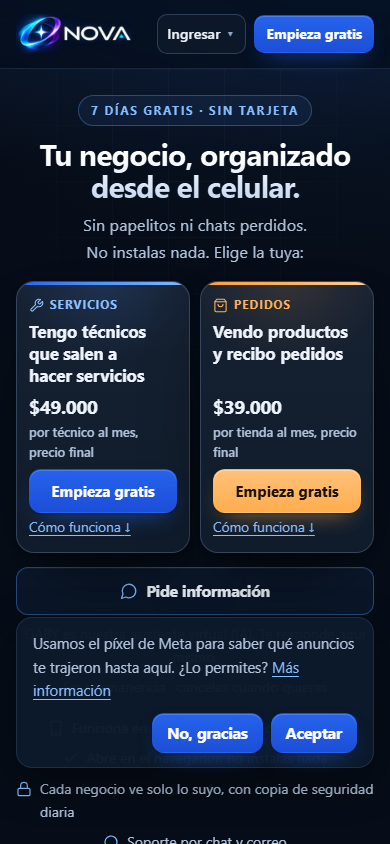 NOVA
Ingresar
Empieza gratis
7 DÍAS GRATIS · SIN TARJETA
Tu negocio, organizado
desde el celular.
Sin papelitos ni chats perdidos.
No instalas nada. Elige la tuya:
SERVICIOS
Tengo técnicos
que salen a
hacer servicios
$49.000
por técnico al mes,
precio final
Empieza gratis
Cómo funciona ↓
PEDIDOS
Vendo productos
y recibo pedidos
$39.000
por tienda al mes, precio
final
Empieza gratis
Cómo funciona ↓
Pide información
Usamos el píxel de Meta para saber qué anuncios
te trajeron hasta aquí. ¿Lo permites? Más
información
No, gracias
Aceptar
Cada negocio ve solo lo suyo, con copia de seguridad
diaria
Soporte por chat y correo